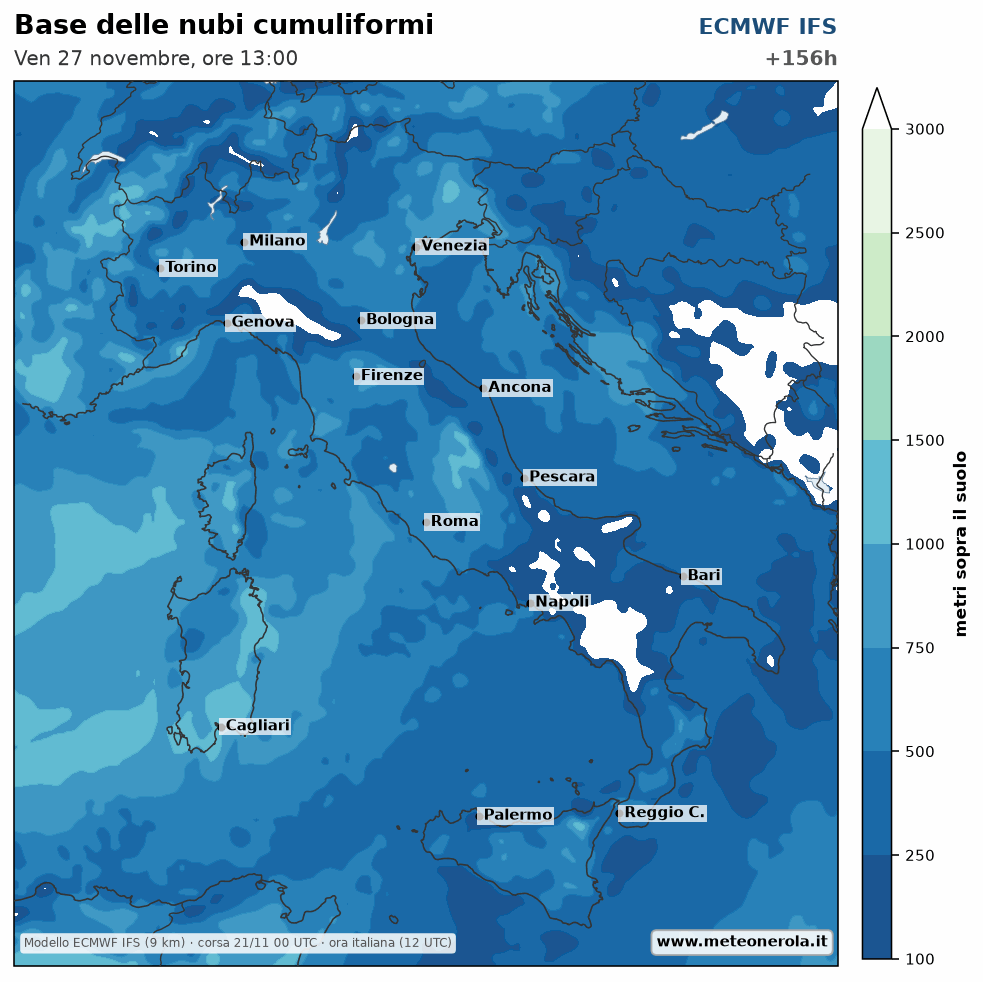 Base delle nubi cumuliformi
ECMWF IFS
Ven 27 novembre, ore 13:00
+156h
3000
2500
2000
1500
1000
750
500
250
100
metri sopra il suolo
Milano
Venezia
Torino
Genova
Bologna
Firenze
Ancona
Pescara
Roma
Bari
Napoli
Cagliari
Palermo
Reggio C.
Modello ECMWF IFS (9 km) · corsa 21/11 00 UTC · ora italiana (12 UTC)
www.meteonerola.it